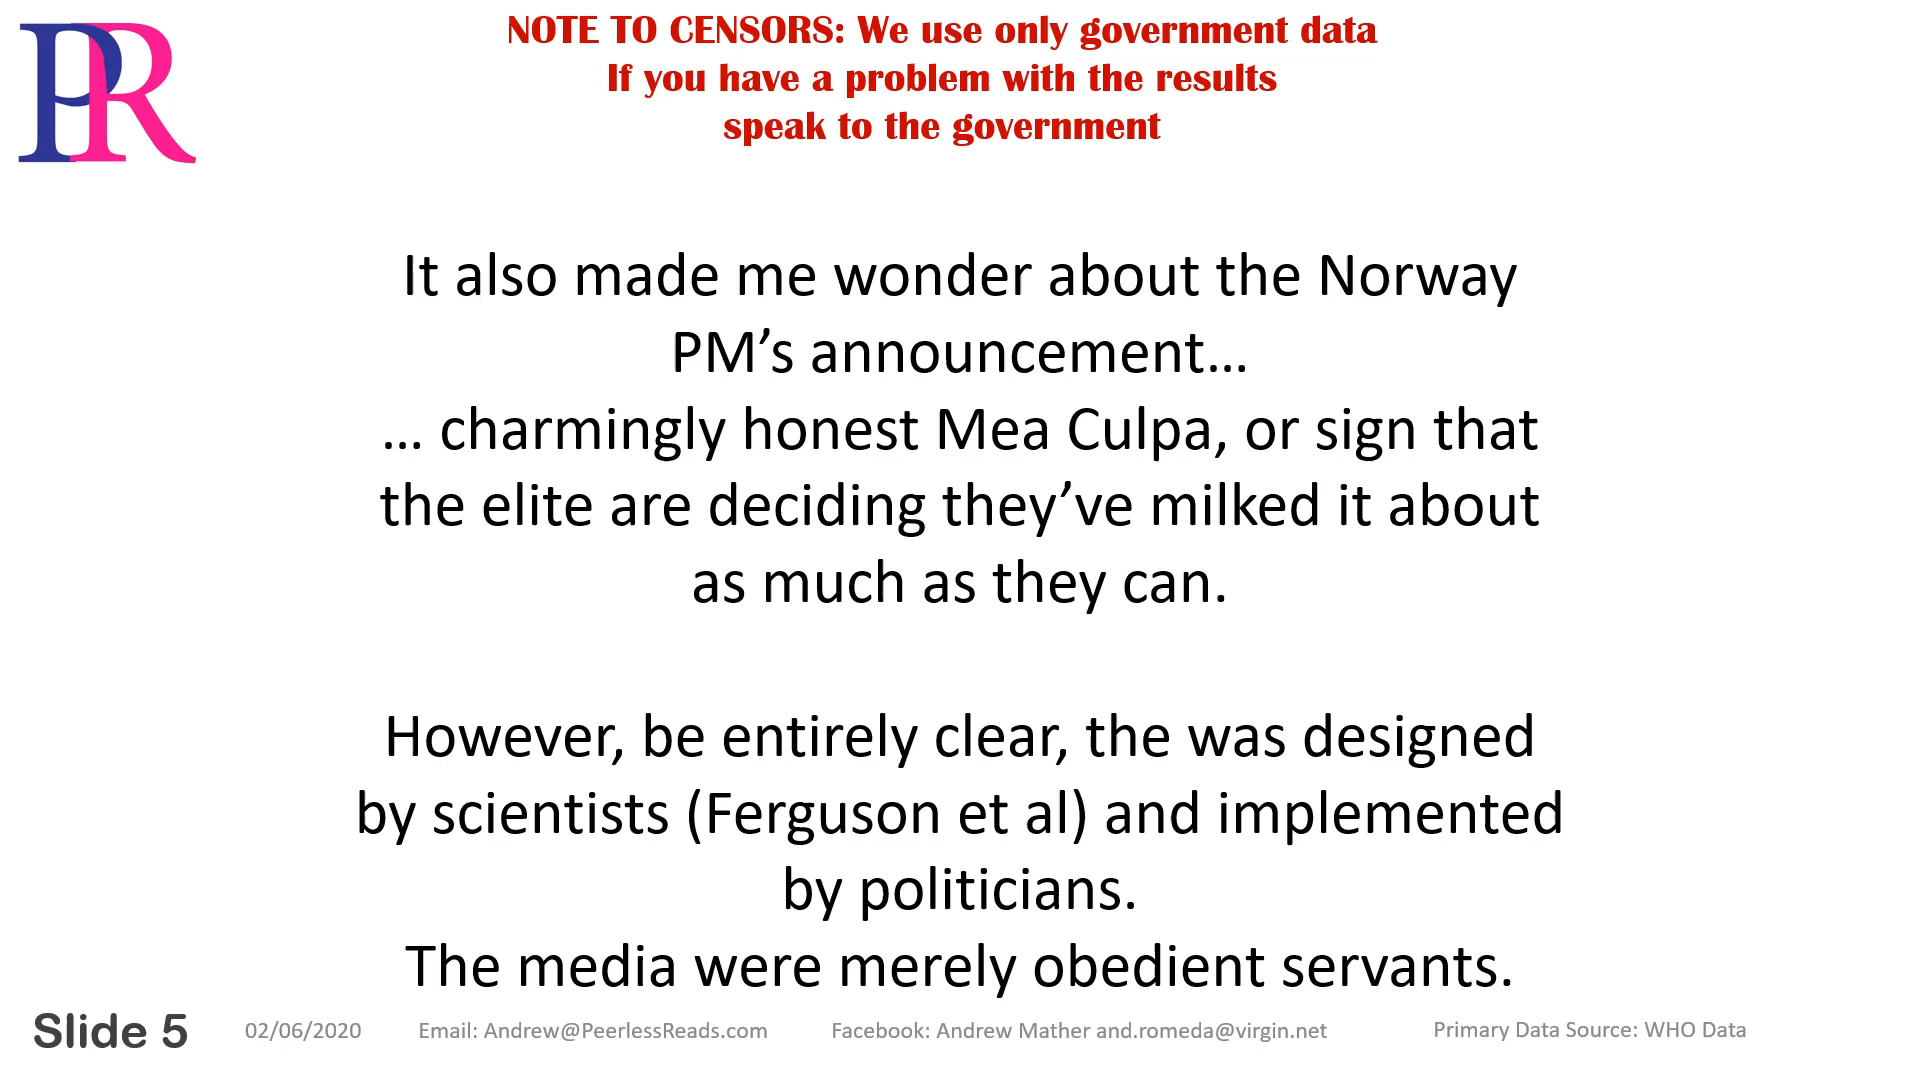 PR
NOTE TO CENSORS: We use only government data
If you have a problem with the results
speak to the government
It also made me wonder about the Norway
PM’s announcement…
… charmingly honest Mea Culpa, or sign that
the elite are deciding they’ve milked it about
as much as they can.
However, be entirely clear, the was designed
by scientists (Ferguson et al) and implemented
by politicians.
The media were merely obedient servants.
Slide 5 02/06/2020 Email: Andrew@PeerlessReads.com Facebook: Andrew Mather and.romeda@virgin.net Primary Data Source: WHO Data